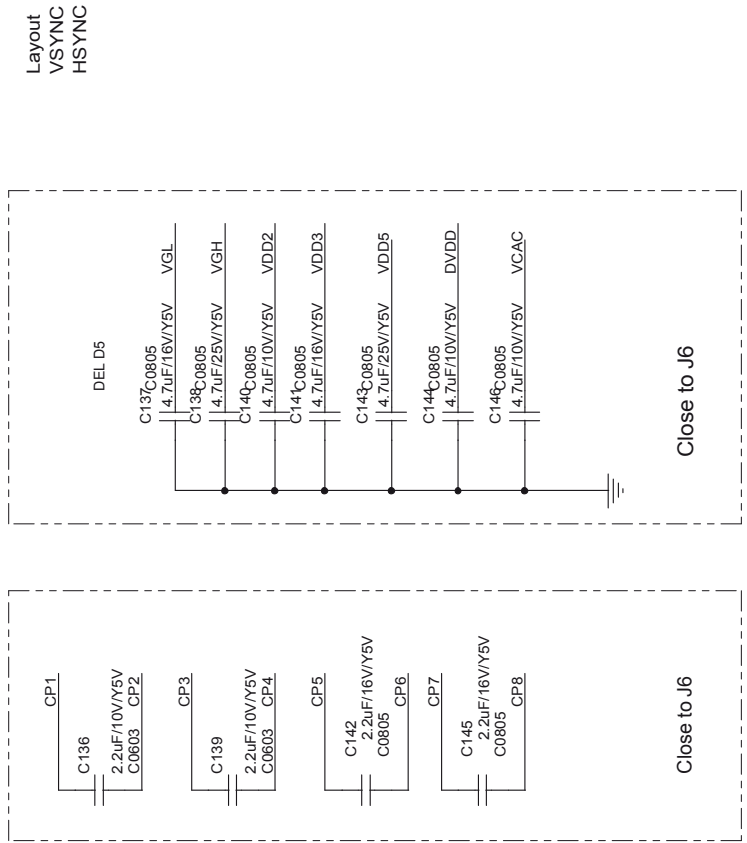 Layout
VSYNC
HSYNC
DEL D5
C137
C0805
4.7uF/16V/Y5V
VGL
C138
C0805
4.7uF/25V/Y5V
VGH
C140
C0805
4.7uF/10V/Y5V
VDD2
C141
C0805
4.7uF/16V/Y5V
VDD3
C143
C0805
4.7uF/25V/Y5V
VDD5
C144
C0805
4.7uF/10V/Y5V
DVDD
C146
C0805
4.7uF/10V/Y5V
VCAC
Close to J6
CP1
C136
2.2uF/10V/Y5V
C0603
CP2
CP3
C139
2.2uF/10V/Y5V
C0603
CP4
CP5
C142
2.2uF/16V/Y5V
C0805
CP6
CP7
C145
2.2uF/16V/Y5V
C0805
CP8
Close to J6